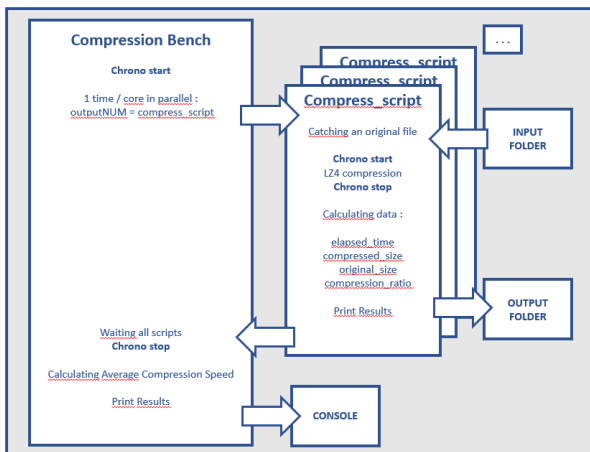 Compression Bench
Chrono start
1 time / core in parallel :
outputNUM = compress_script
Waiting all scripts
Chrono stop
Calculating Average Compression Speed
Print Results
Compress_script
Compress_script
Compress_script
Catching an original file
Chrono start
LZ4 compression
Chrono stop
Calculating data :
elapsed_time
compressed_size
original_size
compression_ratio
Print Results
...
INPUT
FOLDER
OUTPUT
FOLDER
CONSOLE